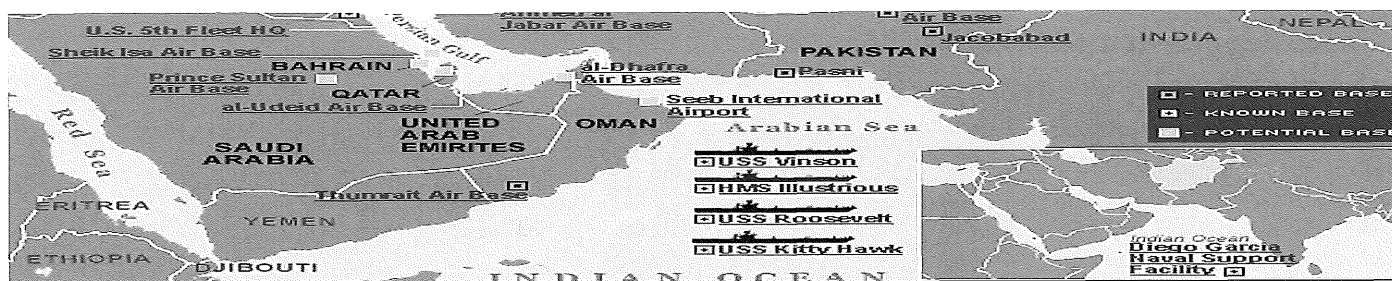 U.S. 5th Fleet HQ
Sheik Isa Air Base
BAHRAIN
Prince Sultan
Air Base
QATAR
al-Udeid Air Base
Persian Gulf
Jabar Air Base
al-Dhafra
Air Base
UNITED
ARAB
EMIRITES
OMAN
SAUDI
ARABIA
Red Sea
Thumrait Air Base
YEMEN
ERITREA
ETHIOPIA
DJIBOUTI
INDIAN OCEAN
Air Base
Jacobabad
PAKISTAN
Pasni
Seeb International
Airport
Arabian Sea
USS Vinson
HMS Illustrious
USS Roosevelt
USS Kitty Hawk
NEPAL
INDIA
- REPORTED BASE
- KNOWN BASE
- POTENTIAL BASE
Indian Ocean
Diego Garcia
Naval Support
Facility